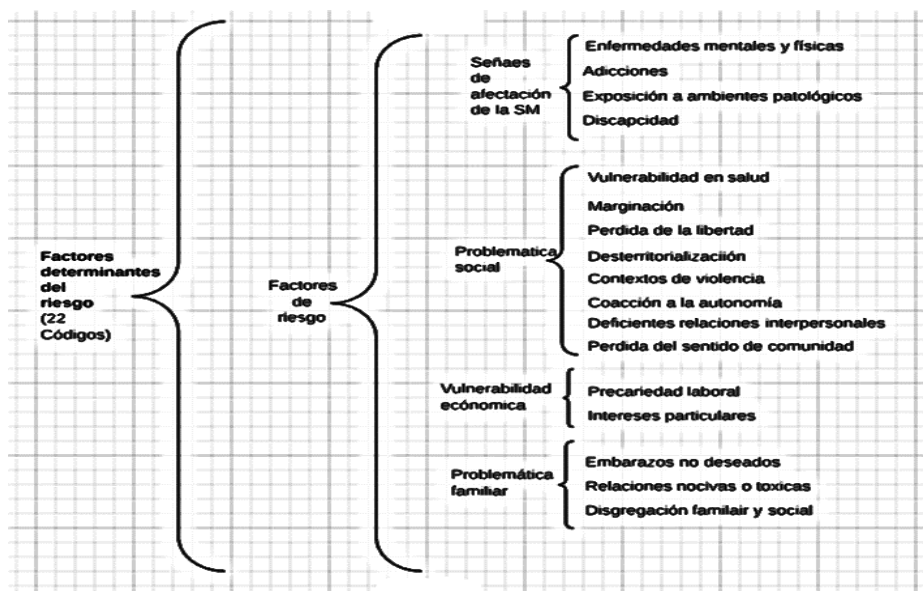 Factores
determinantes
del
riesgo
(22
Códigos)
Factores
de
riesgo
Señaes
de
afectación
de la SM
Enfermedades mentales y físicas
Adicciones
Exposición a ambientes patológicos
Discapcidad
Problematica
social
Vulnerabilidad en salud
Marginación
Perdida de la libertad
Desterritorializaciión
Contextos de violencia
Coacción a la autonomía
Deficientes relaciones interpersonales
Perdida del sentido de comunidad
Vulnerabilidad
ecónomica
Precariedad laboral
Intereses particulares
Problemática
familiar
Embarazos no deseados
Relaciones nocivas o toxicas
Disgregación familair y social